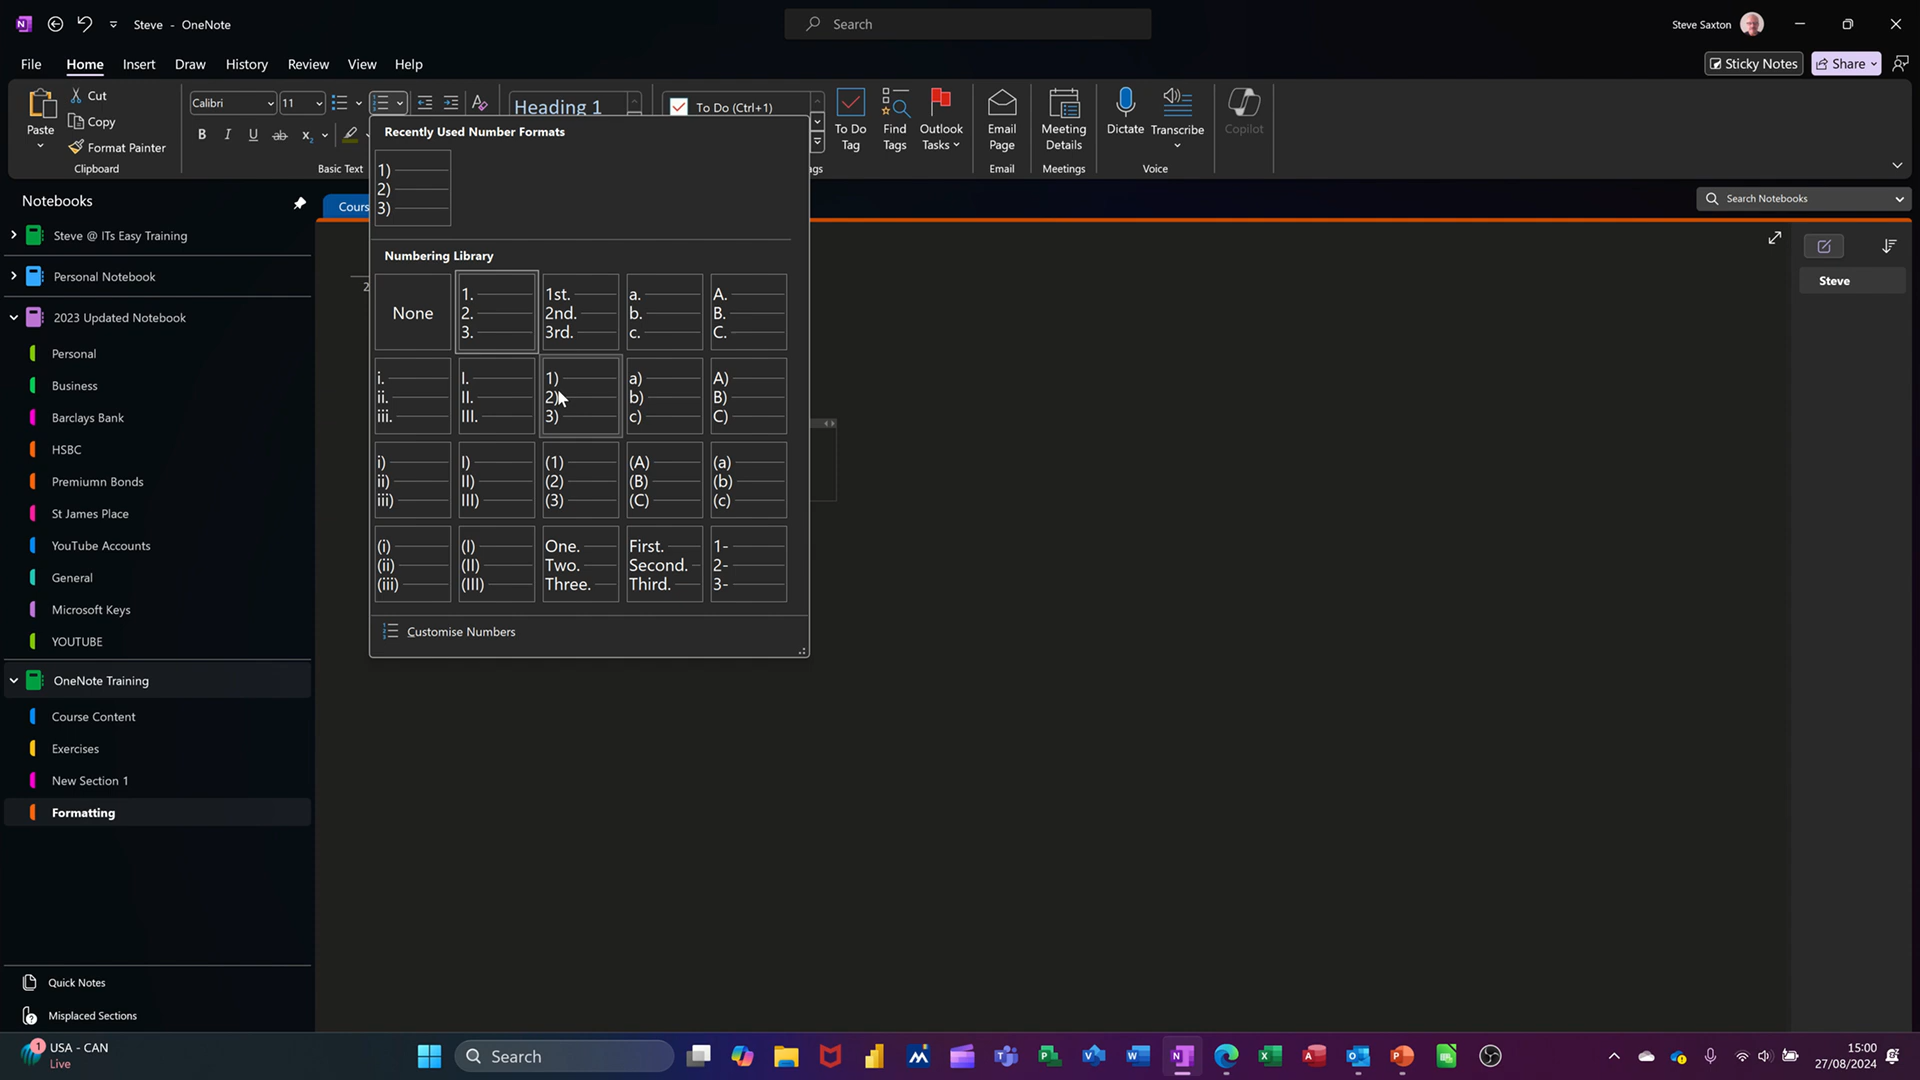 Steve - OneNote
Search
Steve Saxton
File
Home
Insert
Draw
History
Review
View
Help
Sticky Notes
Share
Paste
Cut
Copy
Format Painter
Clipboard
Calibri
11
Basic Text
Heading 1
To Do (Ctrl+1)
To Do
Tag
Find
Tags
Outlook
Tasks
Email
Page
Email
Meeting
Details
Meetings
Dictate
Transcribe
Voice
Copilot
Recently Used Number Formats
1)
2)
3)
Numbering Library
None
1.
2.
3.
1st.
2nd.
3rd.
a.
b.
c.
A.
B.
C.
i.
ii.
iii.
I.
II.
III.
1)
2)
3)
a)
b)
c)
A)
B)
C)
i)
ii)
iii)
I)
II)
III)
(1)
(2)
(3)
(A)
(B)
(C)
(a)
(b)
(c)
(i)
(ii)
(iii)
(I)
(II)
(III)
One.
Two.
Three.
First.
Second.
Third.
1-
2-
3-
Customise Numbers
Notebooks
Steve @ ITs Easy Training
Personal Notebook
2023 Updated Notebook
Personal
Business
Barclays Bank
HSBC
Premiumn Bonds
St James Place
YouTube Accounts
General
Microsoft Keys
YOUTUBE
OneNote Training
Course Content
Exercises
New Section 1
Formatting
Quick Notes
Misplaced Sections
Cours
Search Notebooks
Steve
1
USA - CAN
Live
Search
15:00
27/08/2024